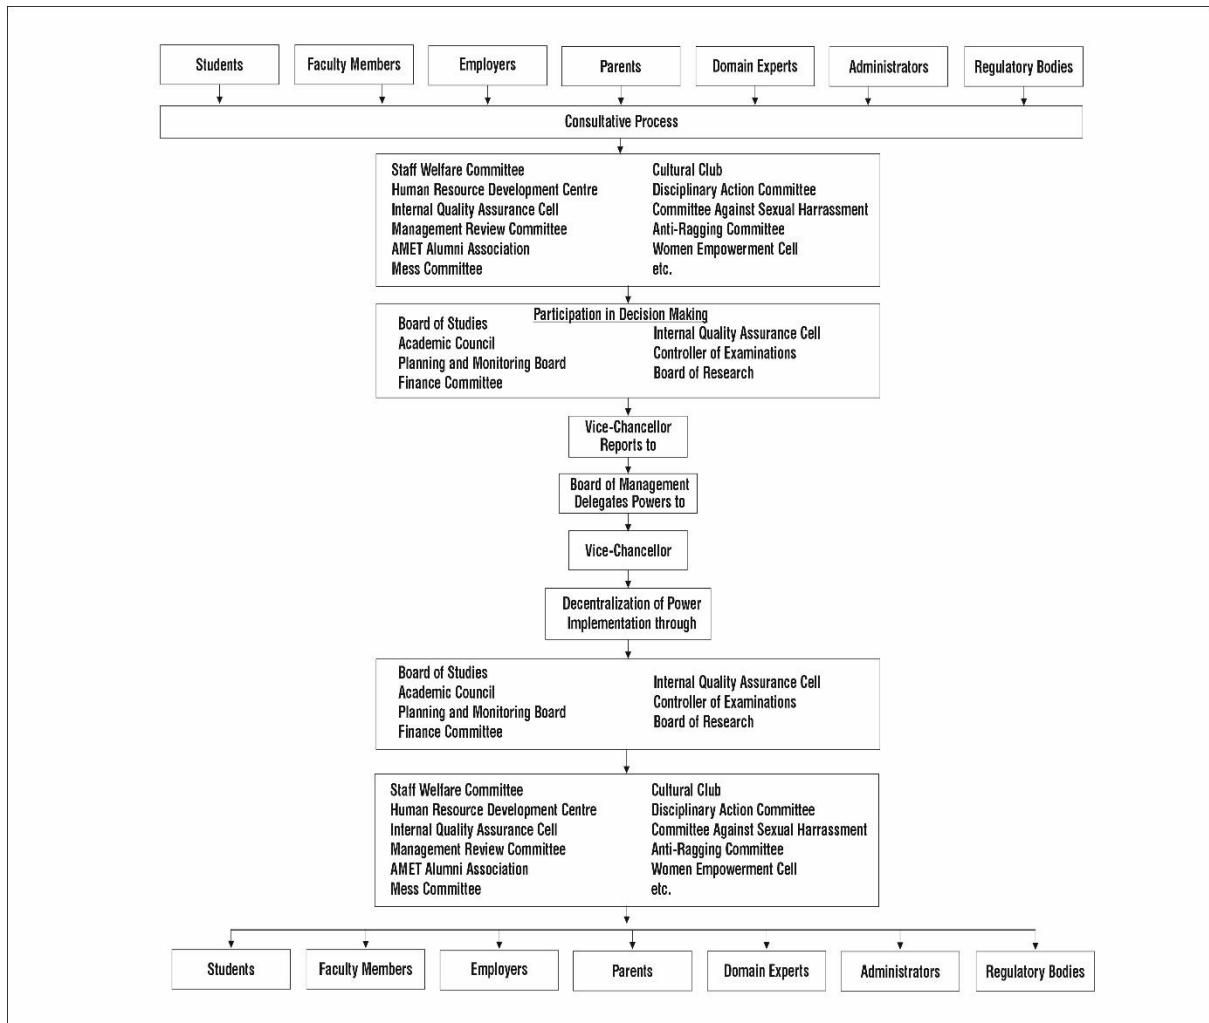 Students
Faculty Members
Employers
Parents
Domain Experts
Administrators
Regulatory Bodies
Consultative Process
Staff Welfare Committee
Human Resource Development Centre
Internal Quality Assurance Cell
Management Review Committee
AMET Alumni Association
Mess Committee
Cultural Club
Disciplinary Action Committee
Committee Against Sexual Harrassment
Anti-Ragging Committee
Women Empowerment Cell
etc.
Participation in Decision Making
Board of Studies
Academic Council
Planning and Monitoring Board
Finance Committee
Internal Quality Assurance Cell
Controller of Examinations
Board of Research
Vice-Chancellor
Reports to
Board of Management
Delegates Powers to
Vice-Chancellor
Decentralization of Power
Implementation through
Board of Studies
Academic Council
Planning and Monitoring Board
Finance Committee
Internal Quality Assurance Cell
Controller of Examinations
Board of Research
Staff Welfare Committee
Human Resource Development Centre
Internal Quality Assurance Cell
Management Review Committee
AMET Alumni Association
Mess Committee
Cultural Club
Disciplinary Action Committee
Committee Against Sexual Harrassment
Anti-Ragging Committee
Women Empowerment Cell
etc.
Students
Faculty Members
Employers
Parents
Domain Experts
Administrators
Regulatory Bodies